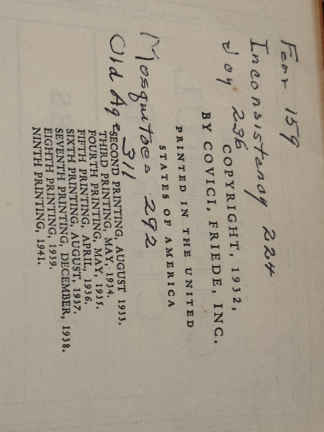 Fear 159
Inconsistency 224
Joy 236
COPYRIGHT, 1932,
BY COVICI, FRIEDE, INC.
PRINTED IN THE UNITED
STATES OF AMERICA
Mosquitoes 292
Old Age 311
SECOND PRINTING, AUGUST 1933.
THIRD PRINTING, MAY, 1934.
FOURTH PRINTING, MAY, 1935.
FIFTH PRINTING, APRIL, 1936.
SIXTH PRINTING, AUGUST, 1937.
SEVENTH PRINTING, DECEMBER, 1938.
EIGHTH PRINTING, 1939.
NINTH PRINTING, 1941.